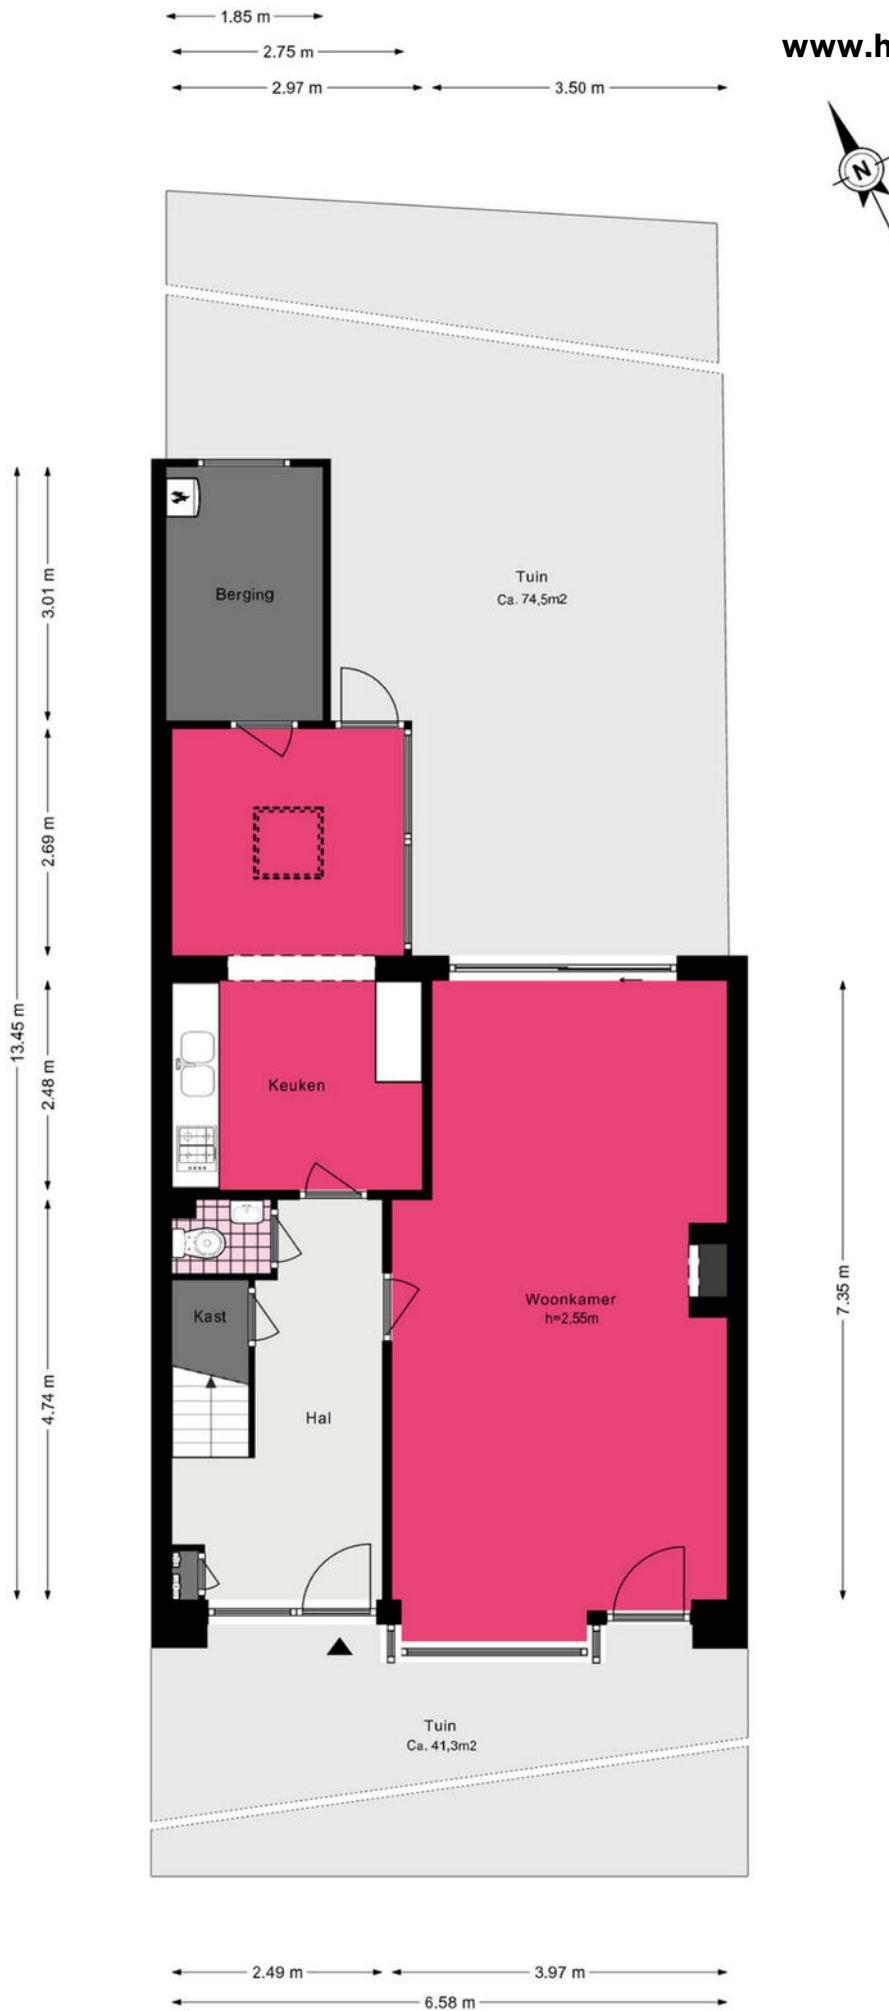 1.85 m
2.75 m
www.h
2.97 m
3.50 m
N
Tuin
Ca. 74,5m2
Berging
3.01 m
2.69 m
13.45 m
2.48 m
Keuken
7.35 m
Woonkamer
h=2.55m
Kast
4.74 m
Hal
Tuin
Ca. 41,3m2
2.49 m
3.97 m
6.58 m